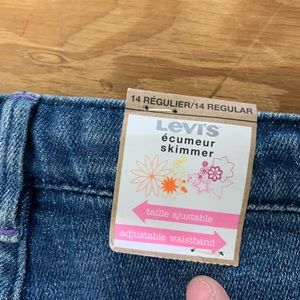 14 RÉGULIER/14 REGULAR
Levi's
écumeur
skimmer
taille ajustable
adjustable waistband